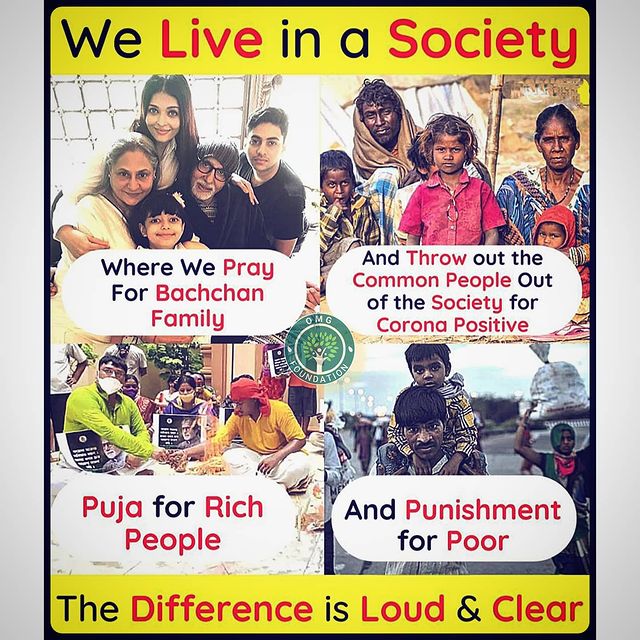 We Live in a Society
Where We Pray
For Bachchan
Family
And Throw out the
Common People Out
of the Society for
Corona Positive
OMG
FOUNDATION
Puja for Rich
People
And Punishment
for Poor
The Difference is Loud & Clear